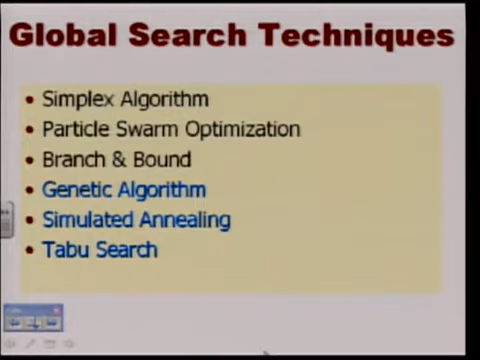 Global Search Techniques
• Simplex Algorithm
• Particle Swarm Optimization
• Branch & Bound
• Genetic Algorithm
• Simulated Annealing
• Tabu Search